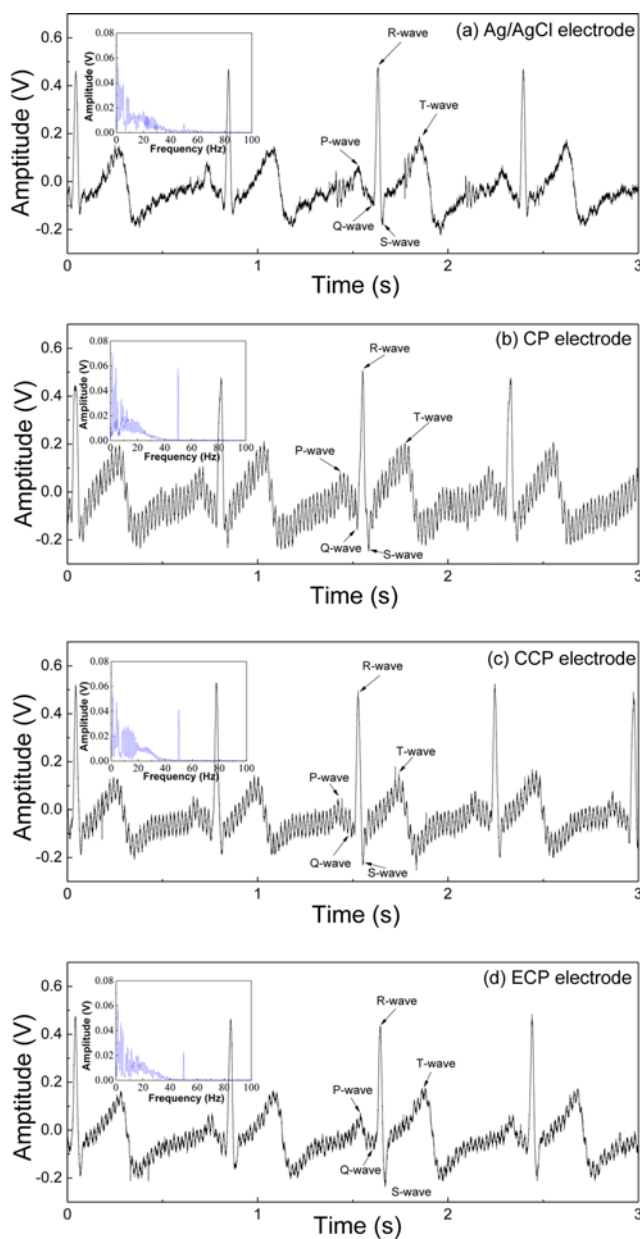 (a) Ag/AgCl electrode
Amptitude (V)
0.6
0.4
0.2
0.0
-0.2
0 1 2 3
Time (s)
R-wave
T-wave
P-wave
Q-wave
S-wave
Amplitude (V)
0.08
0.06
0.04
0.02
0.00
0 20 40 60 80 100
Frequency (Hz)
(b) CP electrode
Amptitude (V)
0.6
0.4
0.2
0.0
-0.2
0 1 2 3
Time (s)
R-wave
T-wave
P-wave
Q-wave
S-wave
Amplitude (V)
0.08
0.06
0.04
0.02
0.00
0 20 40 60 80 100
Frequency (Hz)
(c) CCP electrode
Amptitude (V)
0.6
0.4
0.2
0.0
-0.2
0 1 2 3
Time (s)
R-wave
T-wave
P-wave
Q-wave
S-wave
Amplitude (V)
0.08
0.06
0.04
0.02
0.00
0 20 40 60 80 100
Frequency (Hz)
(d) ECP electrode
Amptitude (V)
0.6
0.4
0.2
0.0
-0.2
0 1 2 3
Time (s)
R-wave
T-wave
P-wave
Q-wave
S-wave
Amplitude (V)
0.08
0.06
0.04
0.02
0.00
0 20 40 60 80 100
Frequency (Hz)